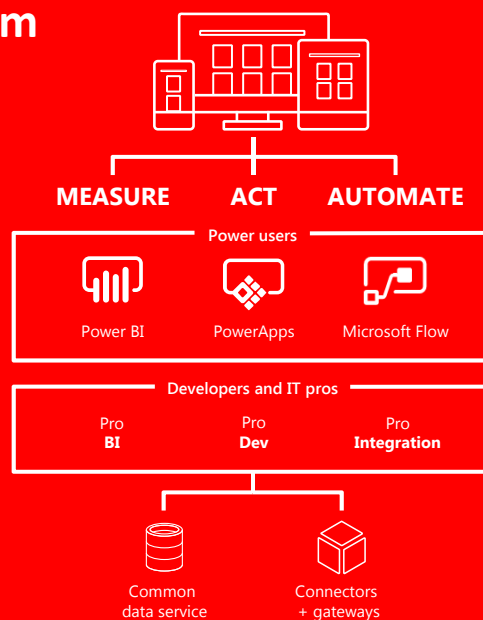 m
MEASURE ACT AUTOMATE
Power users
Power BI PowerApps Microsoft Flow
Developers and IT pros
Pro Pro Pro
BI Dev Integration
Common Connectors
data service + gateways